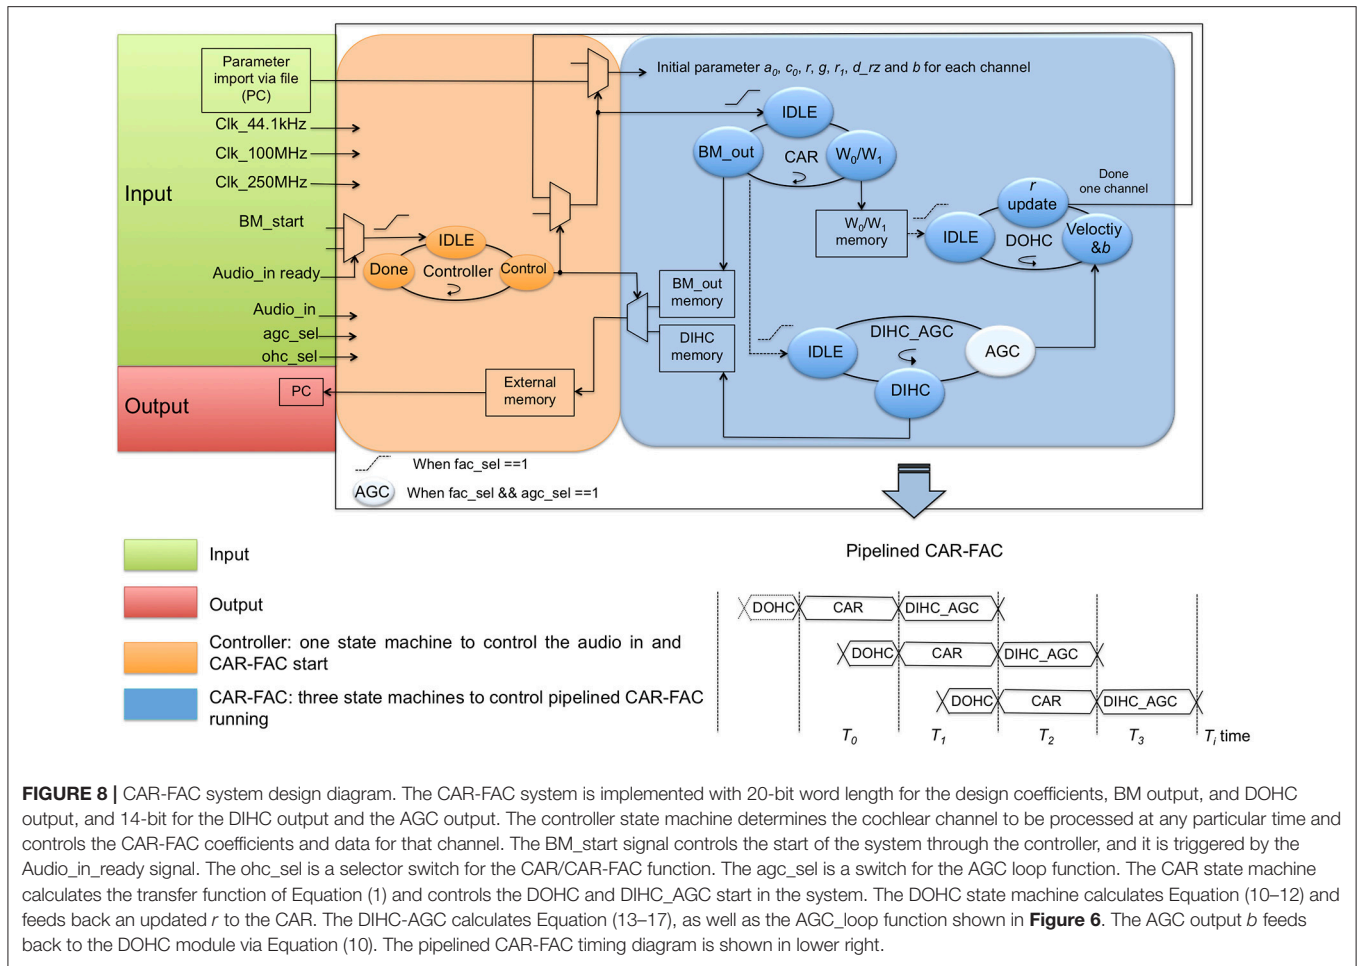 Parameter
import via file
(PC)
Clk_44.1kHz
Clk_100MHz
Clk_250MHz
Input
BM_start
Audio_in ready
Audio_in
agc_sel
ohc_sel
Output
PC
IDLE
Done
Controller
Control
External
memory
Initial parameter a0, c0, r, g, r1, d_rz and b for each channel
IDLE
BM_out
CAR
W0/W1
W0/W1
memory
BM_out
memory
DIHC
memory
Done
one channel
r
update
IDLE
DOHC
Veloctiy
&b
DIHC_AGC
IDLE
AGC
DIHC
When fac_sel ==1
AGC
When fac_sel && agc_sel ==1
Input
Output
Controller: one state machine to control the audio in and
CAR-FAC start
CAR-FAC: three state machines to control pipelined CAR-FAC
running
Pipelined CAR-FAC
DOHC CAR DIHC_AGC
DOHC CAR DIHC_AGC
DOHC CAR DIHC_AGC
T0 T1 T2 T3 Ti time
FIGURE 8 | CAR-FAC system design diagram. The CAR-FAC system is implemented with 20-bit word length for the design coefficients, BM output, and DOHC
output, and 14-bit for the DIHC output and the AGC output. The controller state machine determines the cochlear channel to be processed at any particular time and
controls the CAR-FAC coefficients and data for that channel. The BM_start signal controls the start of the system through the controller, and it is triggered by the
Audio_in_ready signal. The ohc_sel is a selector switch for the CAR/CAR-FAC function. The agc_sel is a switch for the AGC loop function. The CAR state machine
calculates the transfer function of Equation (1) and controls the DOHC and DIHC_AGC start in the system. The DOHC state machine calculates Equation (10–12) and
feeds back an updated r to the CAR. The DIHC-AGC calculates Equation (13–17), as well as the AGC_loop function shown in Figure 6. The AGC output b feeds
back to the DOHC module via Equation (10). The pipelined CAR-FAC timing diagram is shown in lower right.